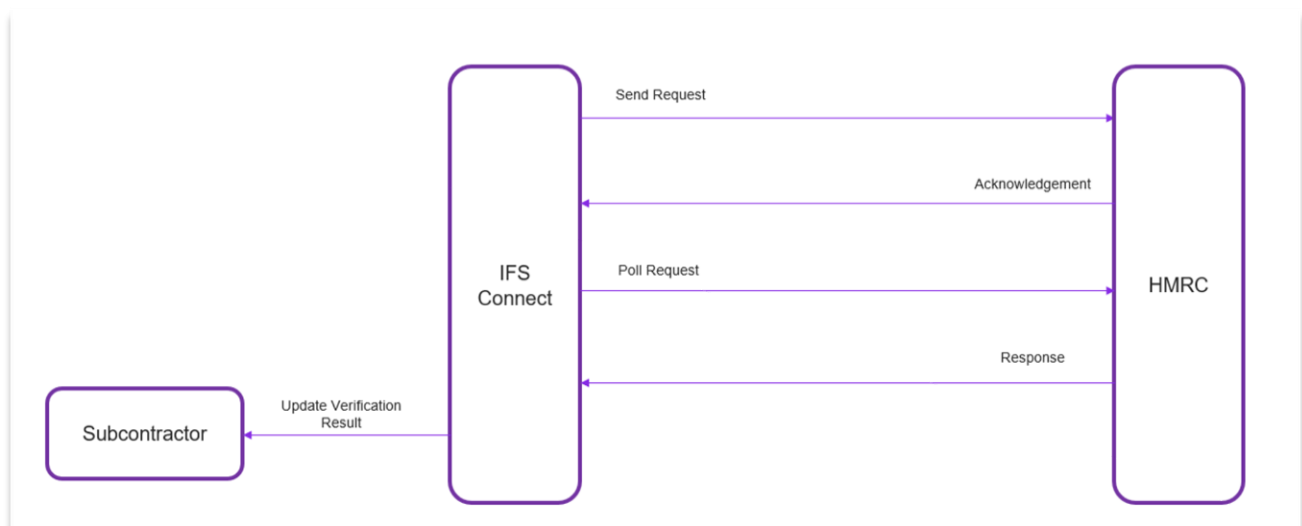 Send Request
Acknowledgement
Poll Request
IFS
Connect
HMRC
Response
Update Verification
Result
Subcontractor